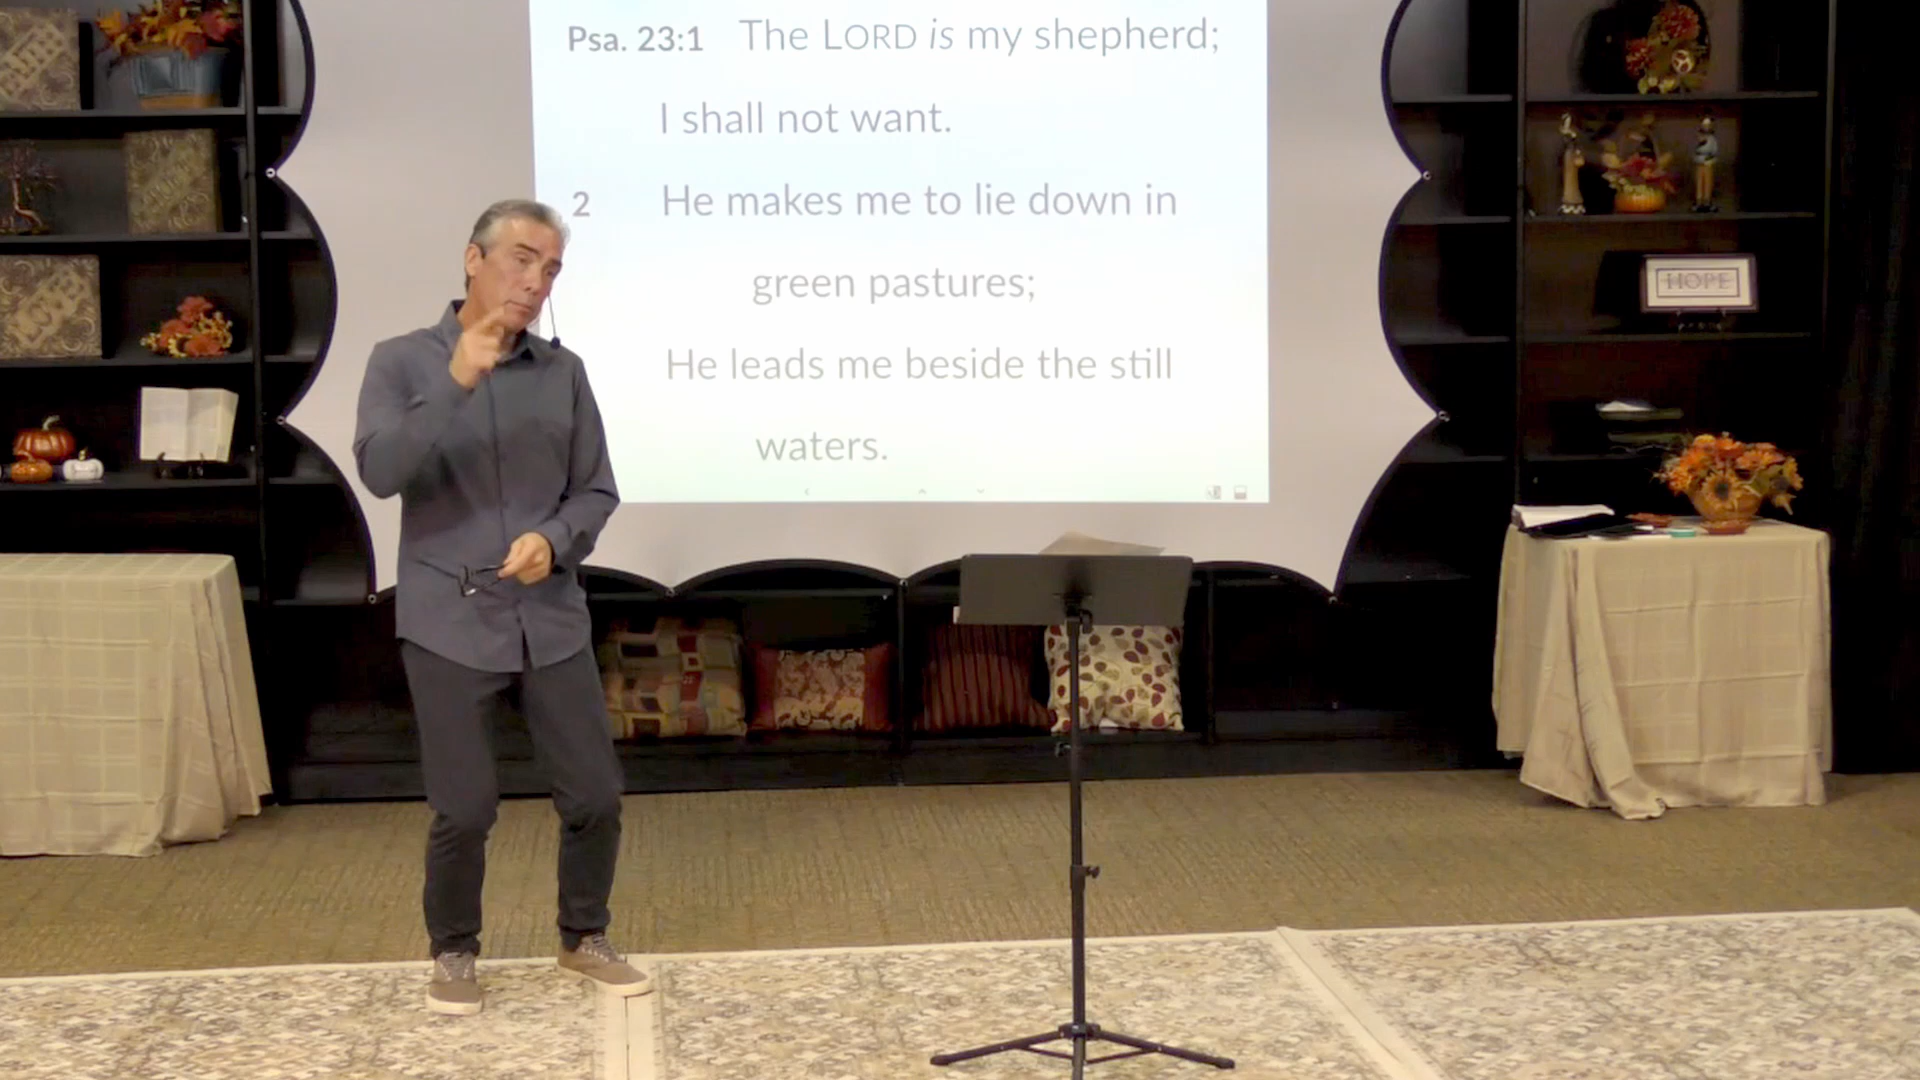 Psa. 23:1 The LORD is my shepherd;
I shall not want.
2 He makes me to lie down in
green pastures;
He leads me beside the still
waters.
HOPE